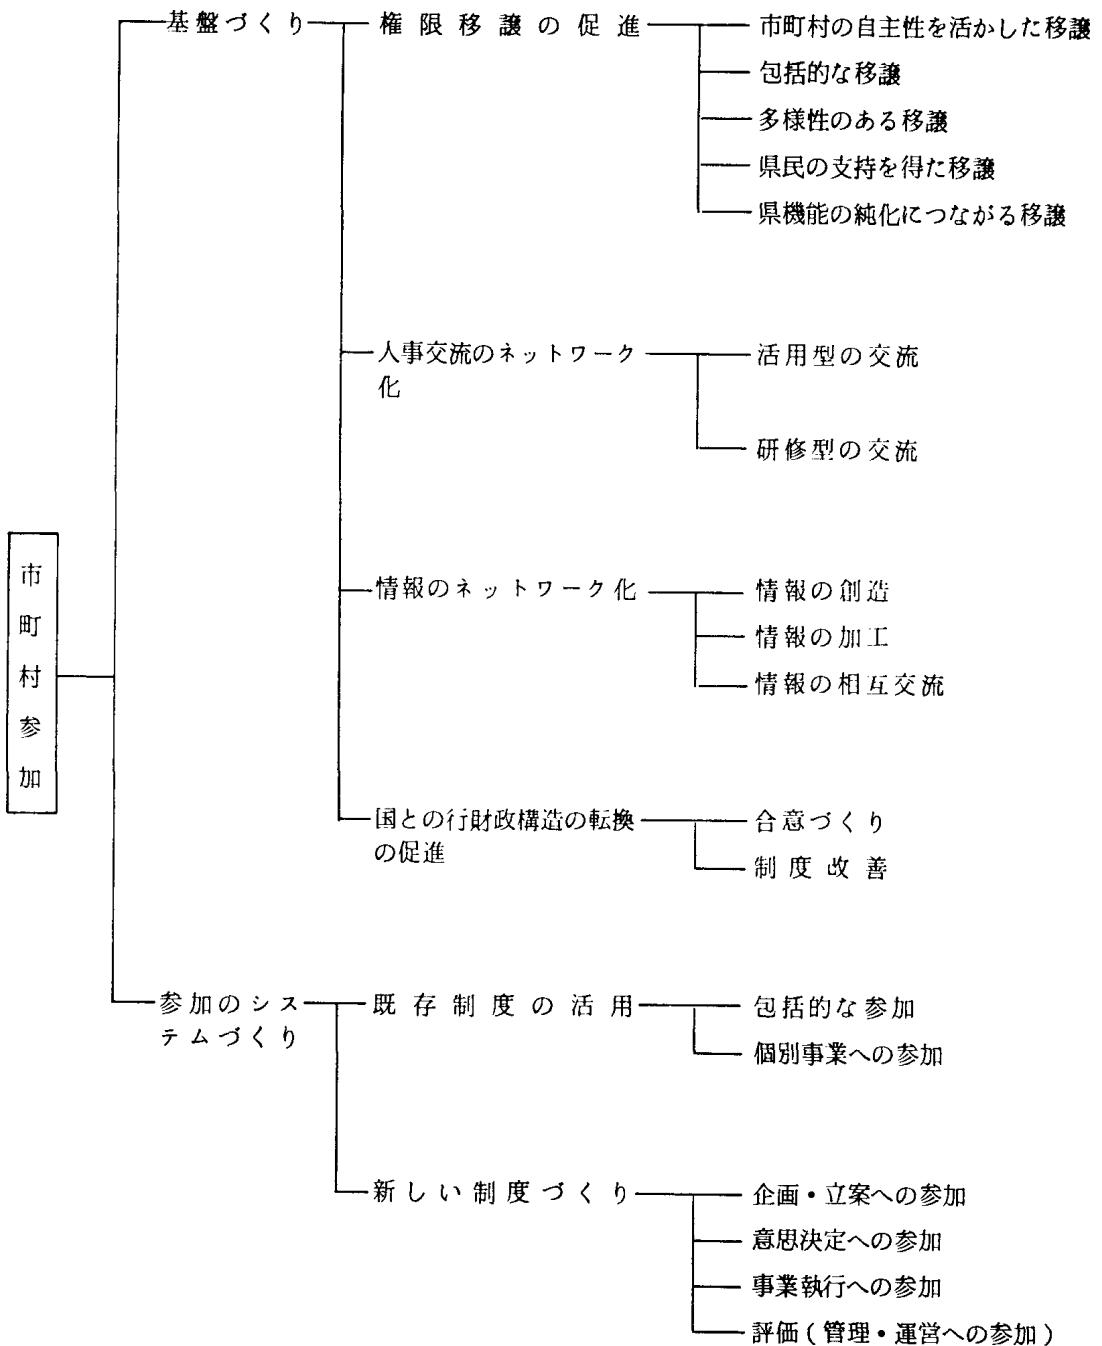 市町村参加
基盤づくり
権限移譲の促進
市町村の自主性を活かした移譲
包括的な移譲
多様性のある移譲
県民の支持を得た移譲
県機能の純化につながる移譲
人事交流のネットワーク
化
活用型の交流
研修型の交流
情報のネットワーク化
情報の創造
情報の加工
情報の相互交流
国との行財政構造の転換
の促進
合意づくり
制度改善
参加のシス
テムづくり
既存制度の活用
包括的な参加
個別事業への参加
新しい制度づくり
企画・立案への参加
意思決定への参加
事業執行への参加
評価(管理・運営への参加)